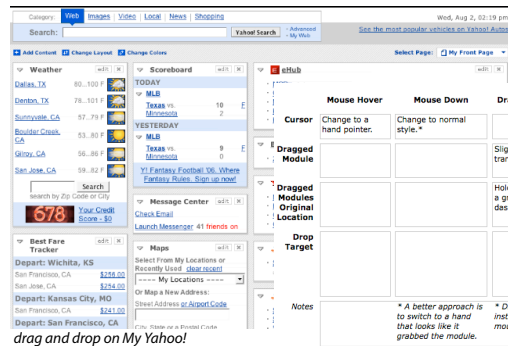 Category: Web Images | Video | Local | News | Shopping
Wed, Aug 2, 02:19 pm
Search: Yahoo! Search - Advanced
- My Web
See the most popular vehicles on Yahoo! Autos
Add Content Change Layout Change Colors
Select Page: My Front Page
Weather edit
Dallas, TX 80...100 F
Denton, TX 78...101 F
Sunnyvale, CA 57...79 F
Boulder Creek, CA 53...80 F
Gilroy, CA 56...86 F
San Jose, CA 59...82 F
Search
search by Zip Code or City
678 Your Credit
Score - $0
Best Fare
Tracker edit
Depart: Wichita, KS
San Francisco, CA $256.00
San Jose, CA $254.00
Depart: Kansas City, MO
San Francisco, CA $241.00
Depart: San Francisco, CA
Scoreboard edit
TODAY
MLB
Texas vs. 10 F
Minnesota 2
YESTERDAY
MLB
Texas vs. 9 F
Minnesota 0
Y! Fantasy Football '06. Where
Fantasy Rules. Sign up now!
Message Center edit
Check Email
Launch Messenger 41 friends on
Maps edit
Select From My Locations or
Recently Used clear recent
---- My Locations ----
Or Map a New Address:
Street Address or Airport Code
City, State or a Postal Code
eHub edit
Mouse Hover Mouse Down
Cursor Change to a
hand pointer. Change to normal
style.*
Dragged
Module
Dragged
Modules
Original
Location
Drop
Target
Notes * A better approach is
to switch to a hand
that looks like it
grabbed the module.
drag and drop on My Yahoo!